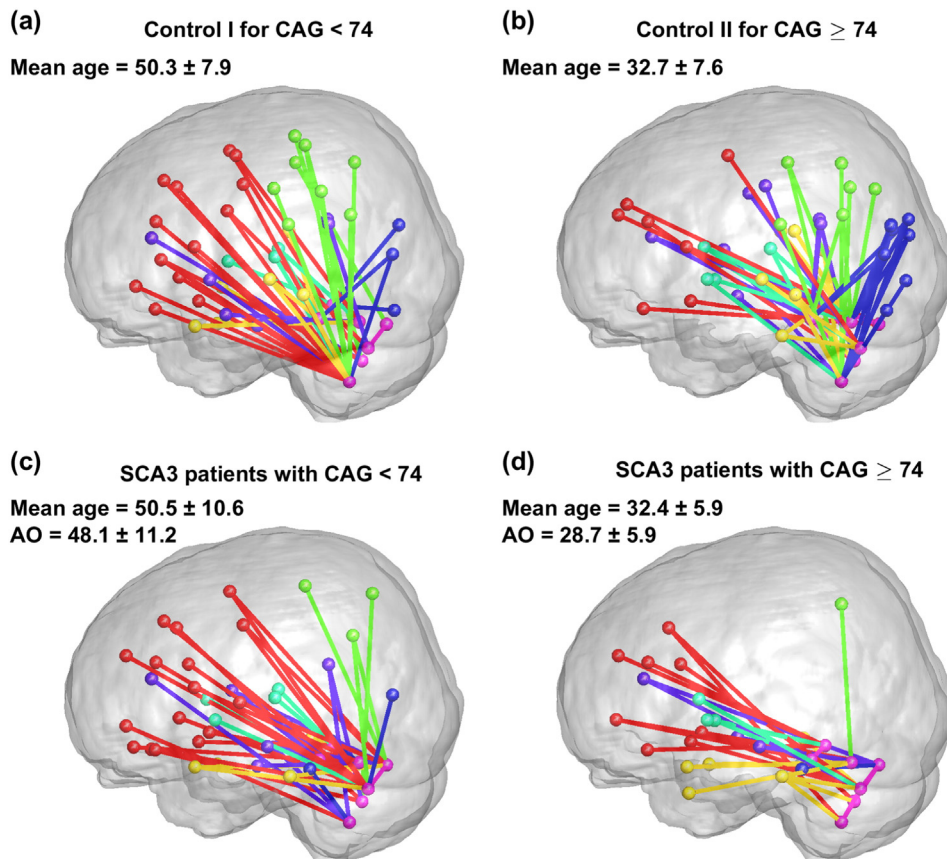 (a)
Control I for CAG < 74
Mean age = 50.3 ± 7.9
(b)
Control II for CAG ≥ 74
Mean age = 32.7 ± 7.6
(c)
SCA3 patients with CAG < 74
Mean age = 50.5 ± 10.6
AO = 48.1 ± 11.2
(d)
SCA3 patients with CAG ≥ 74
Mean age = 32.4 ± 5.9
AO = 28.7 ± 5.9